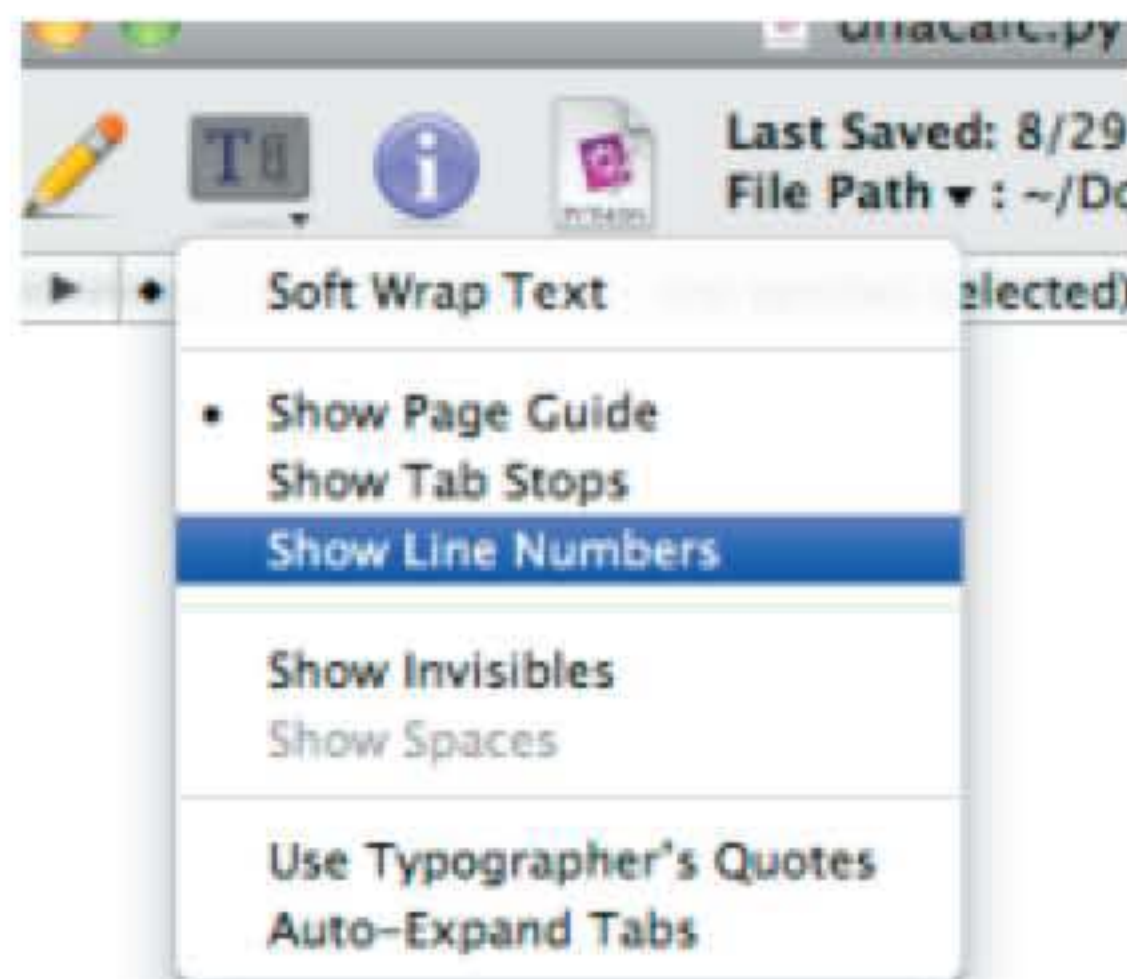 Last Saved: 8/29
File Path ▾ : ~/Do
elected)
Soft Wrap Text
• Show Page Guide
Show Tab Stops
Show Line Numbers
Show Invisibles
Show Spaces
Use Typographer's Quotes
Auto-Expand Tabs